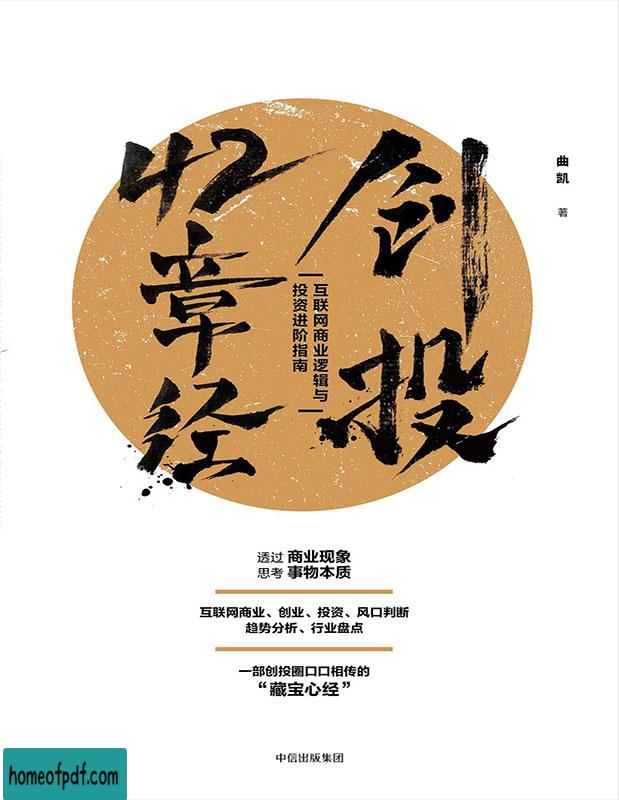 创投
42章经
互联网商业逻辑与
投资进阶指南
曲凯
著
透过 商业现象
思考 事物本质
互联网商业、创业、投资、风口判断
趋势分析、行业盘点
一部创投圈口口相传的
“藏宝心经”
中信出版集团
homeofpdf.com